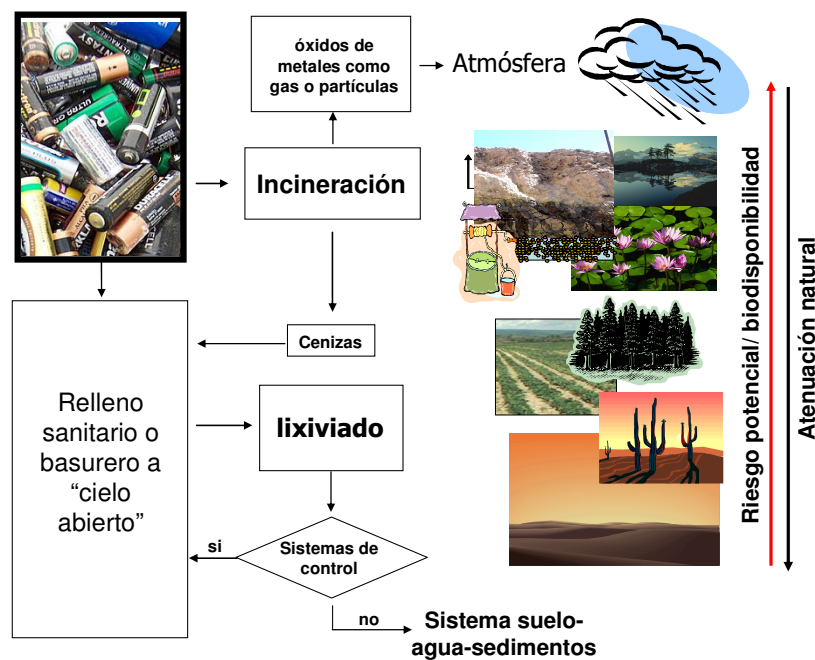 óxidos de
metales como
gas o partículas
Atmósfera
Incineración
Cenizas
Relleno
sanitario o
basurero a
“cielo
abierto”
lixiviado
Sistemas de
control
si
no
Sistema suelo-
agua-sedimentos
Riesgo potencial/ biodisponibilidad
Atenuación natural